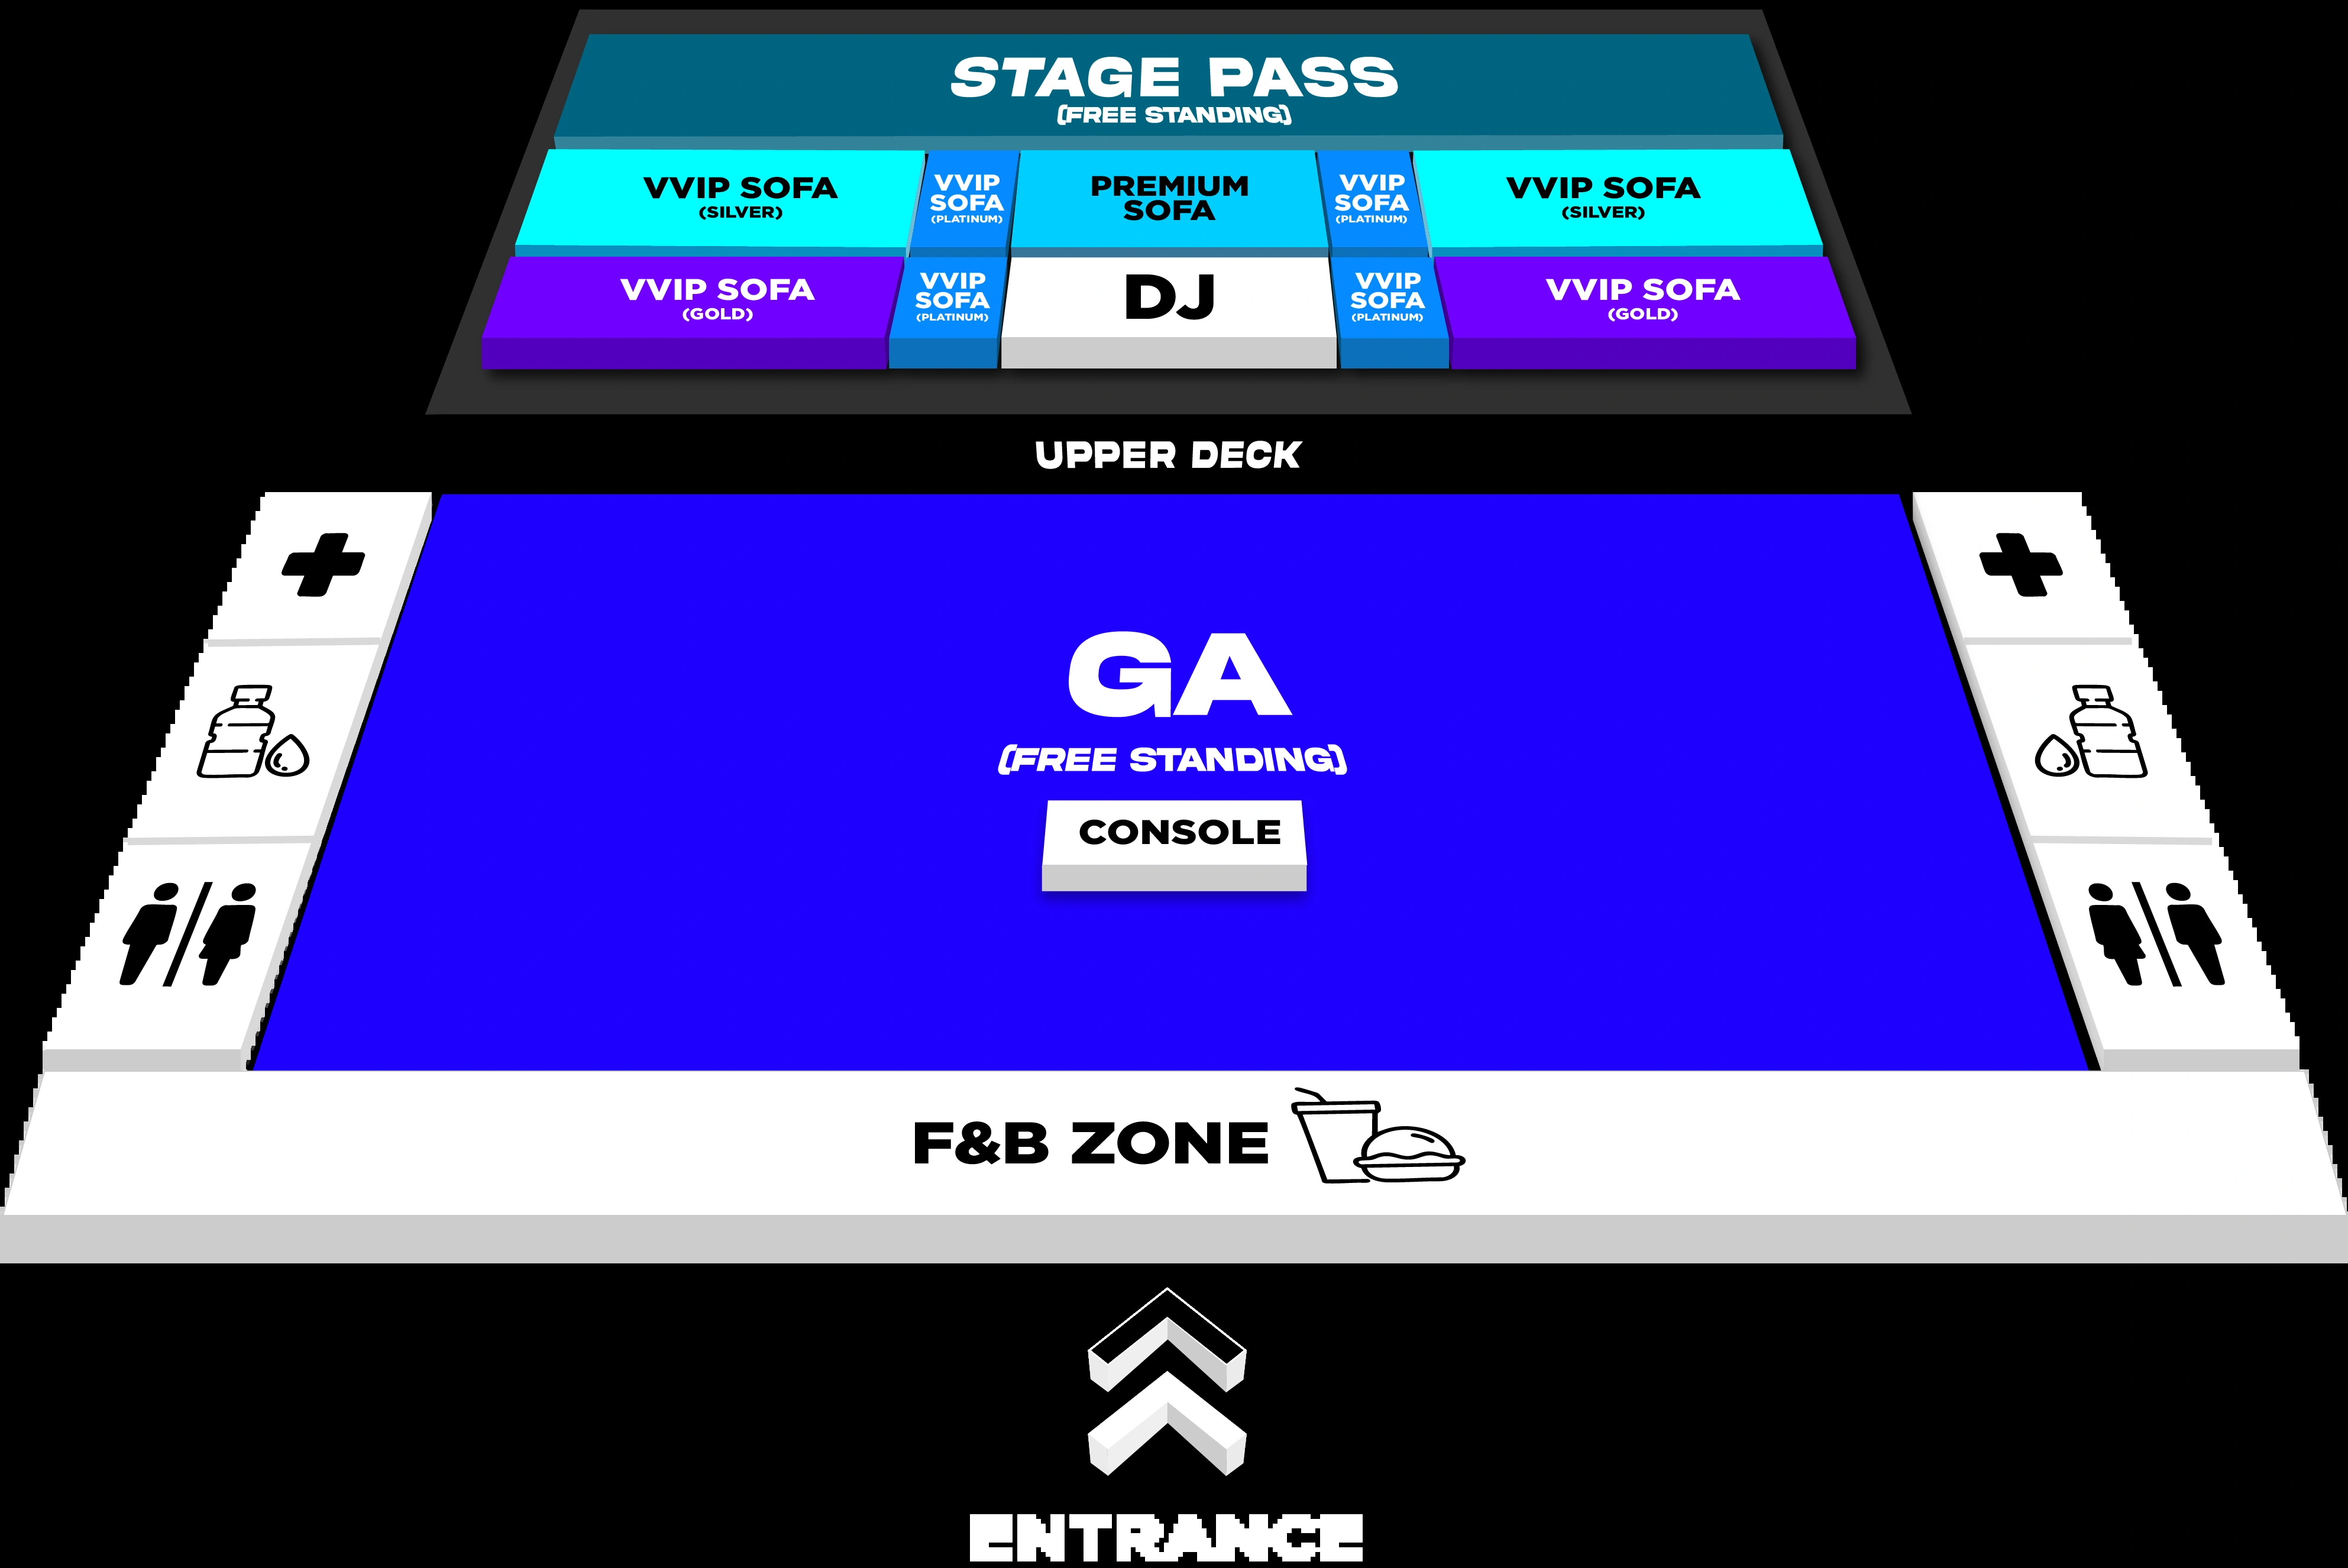 STAGE PASS
(FREE STANDING)
VVIP SOFA
(SILVER)
VVIP
SOFA
(PLATINUM)
PREMIUM
SOFA
VVIP
SOFA
(PLATINUM)
VVIP SOFA
(SILVER)
VVIP SOFA
(GOLD)
VVIP
SOFA
(PLATINUM)
DJ
VVIP
SOFA
(PLATINUM)
VVIP SOFA
(GOLD)
UPPER DECK
GA
(FREE STANDING)
CONSOLE
F&B ZONE
ENTRANCE